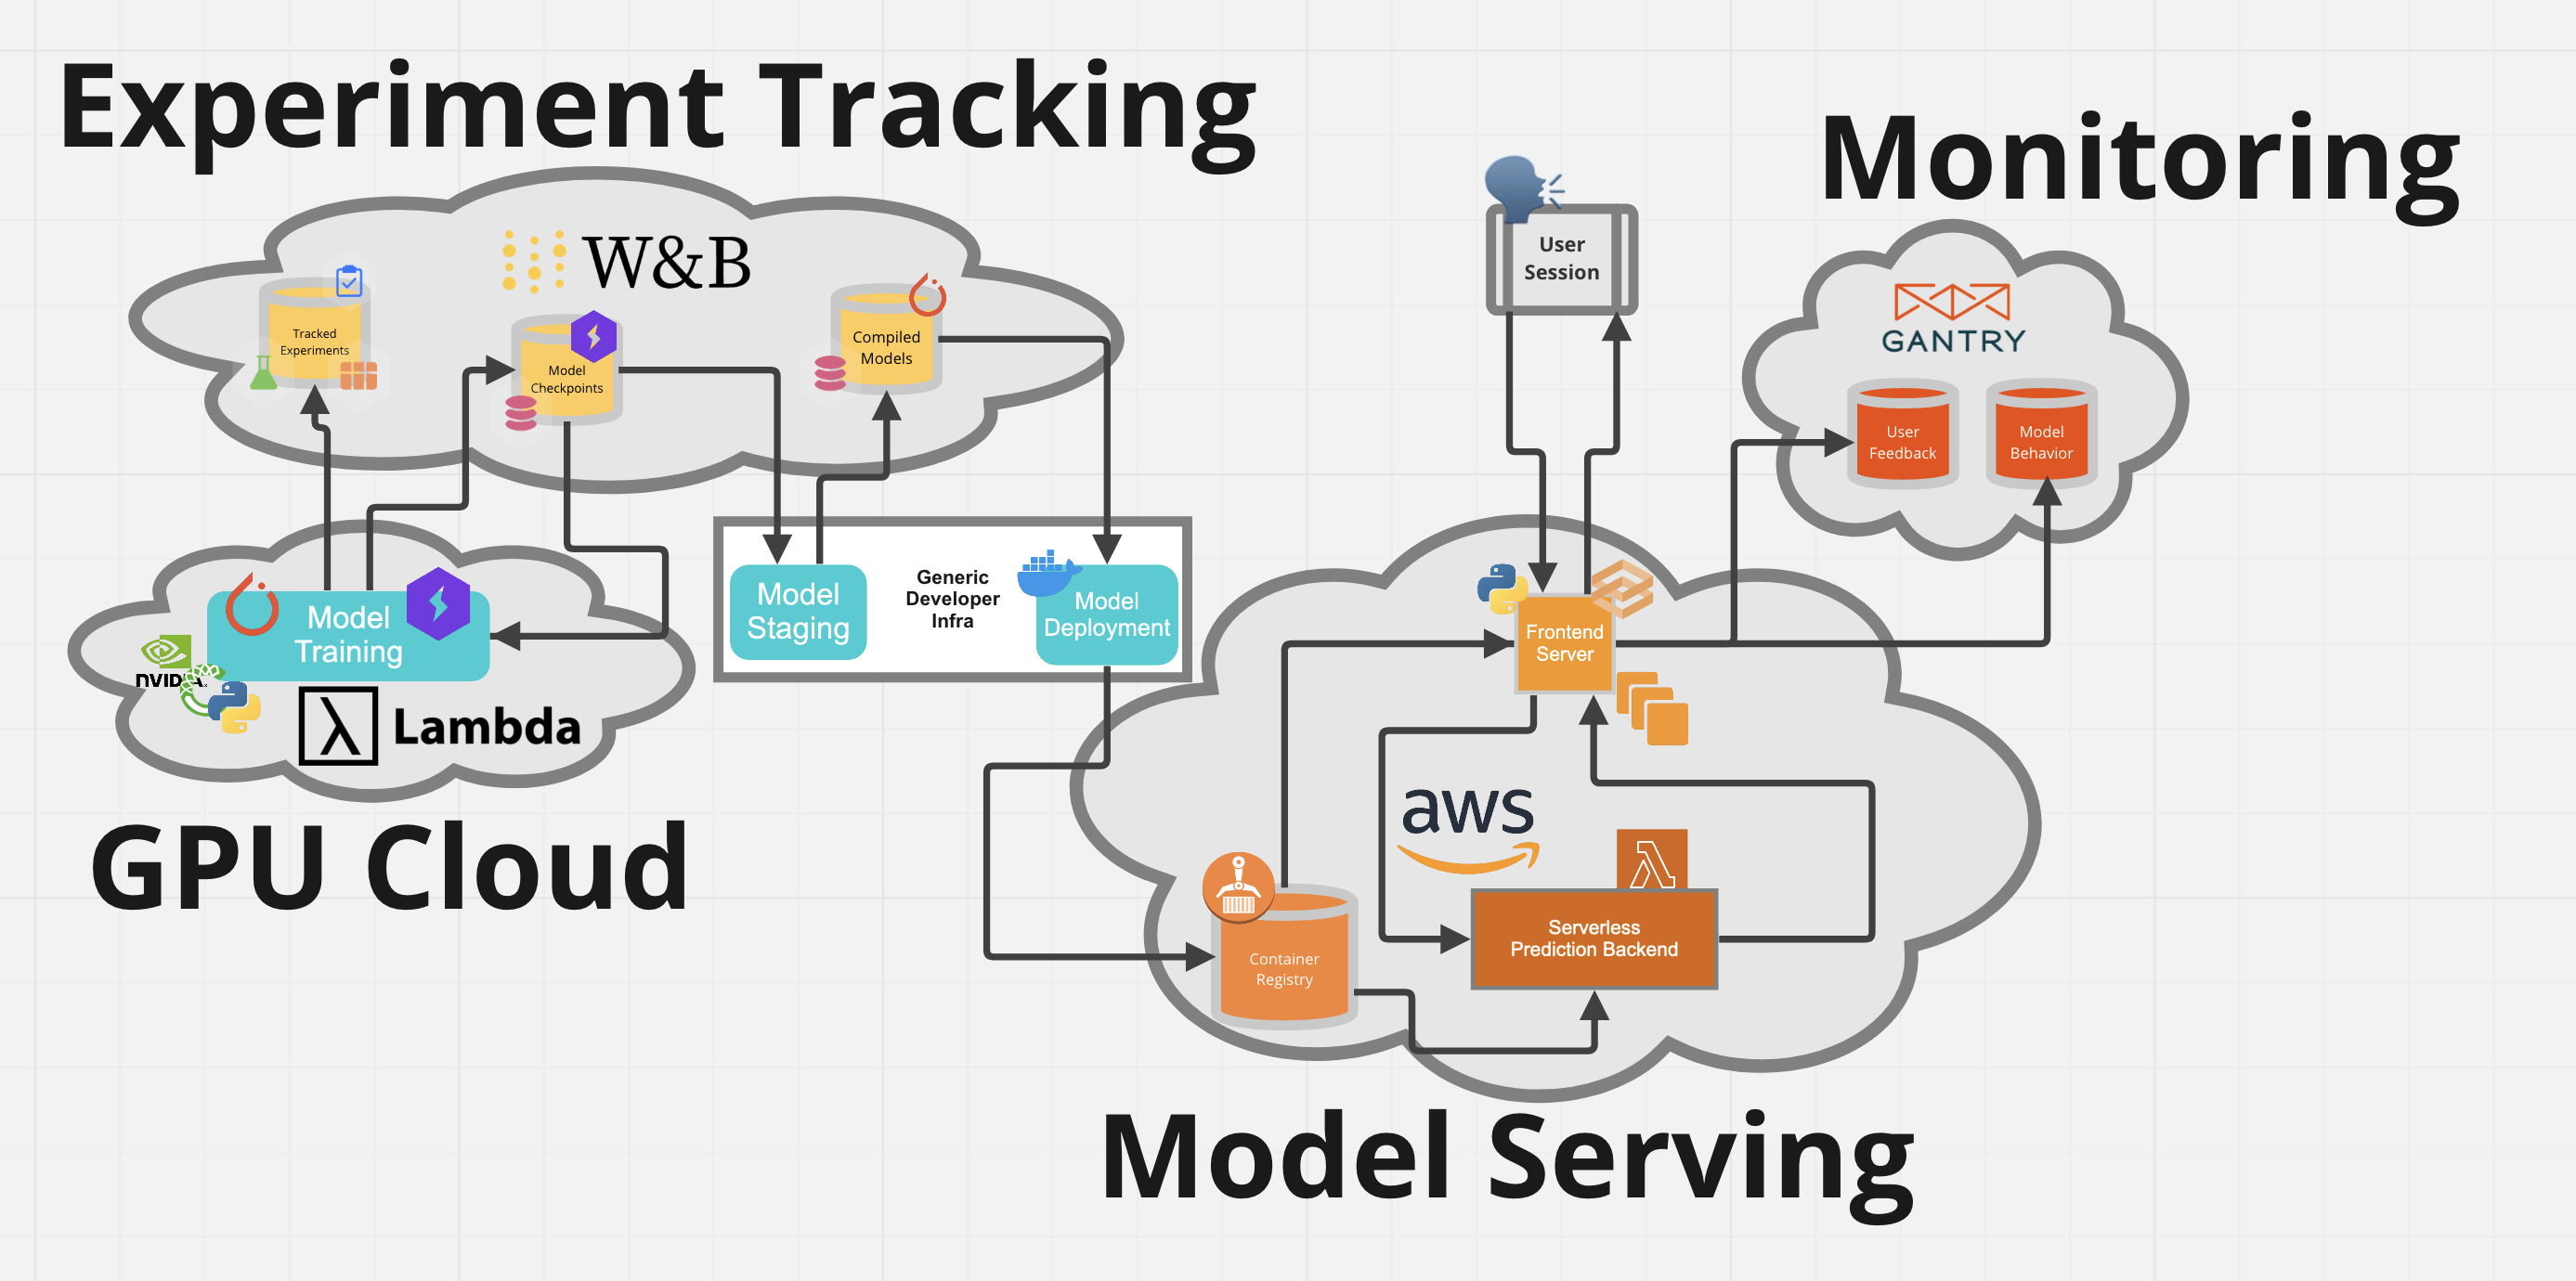 Experiment Tracking
W&B
Tracked
Experiments
Model
Checkpoints
Compiled
Models
Model
Training
NVIDIA
Lambda
GPU Cloud
Model
Staging
Generic
Developer
Infra
Model
Deployment
User
Session
Monitoring
GANTRY
User
Feedback
Model
Behavior
Frontend
Server
aws
Serverless
Prediction Backend
Container
Registry
Model Serving